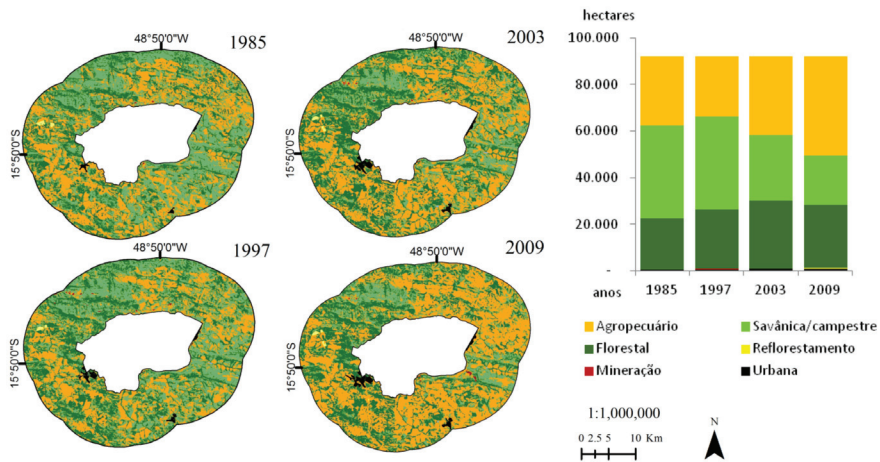 48°50'0"W
1985
15°50'0"S
48°50'0"W
2003
15°50'0"S
48°50'0"W
1997
15°50'0"S
48°50'0"W
2009
15°50'0"S
hectares
100.000
80.000
60.000
40.000
20.000
-
anos 1985 1997 2003 2009
Agropecuário Savânica/campestre
Florestal Reflorestamento
Mineração Urbana
1:1,000,000
0 2.5 5 10 Km
N